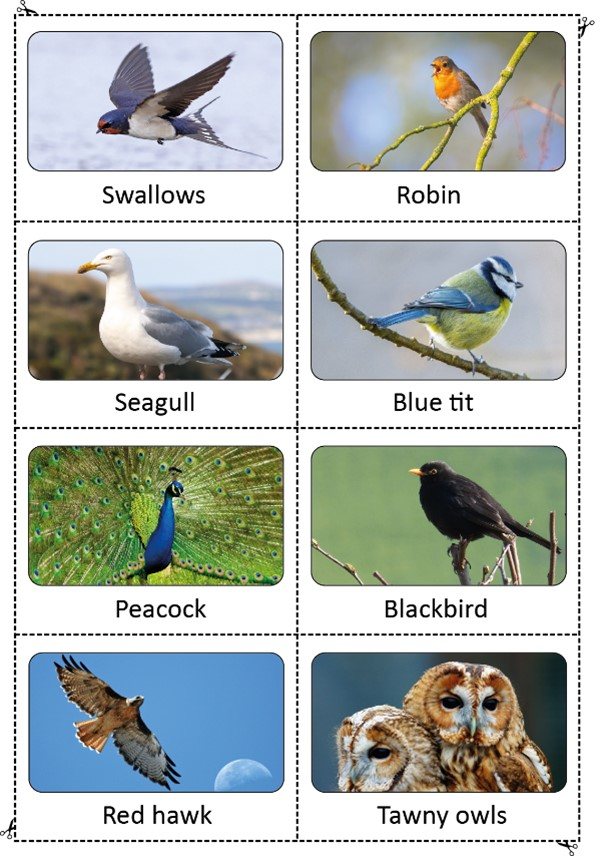 Swallows
Robin
Seagull
Blue tit
Peacock
Blackbird
Red hawk
Tawny owls